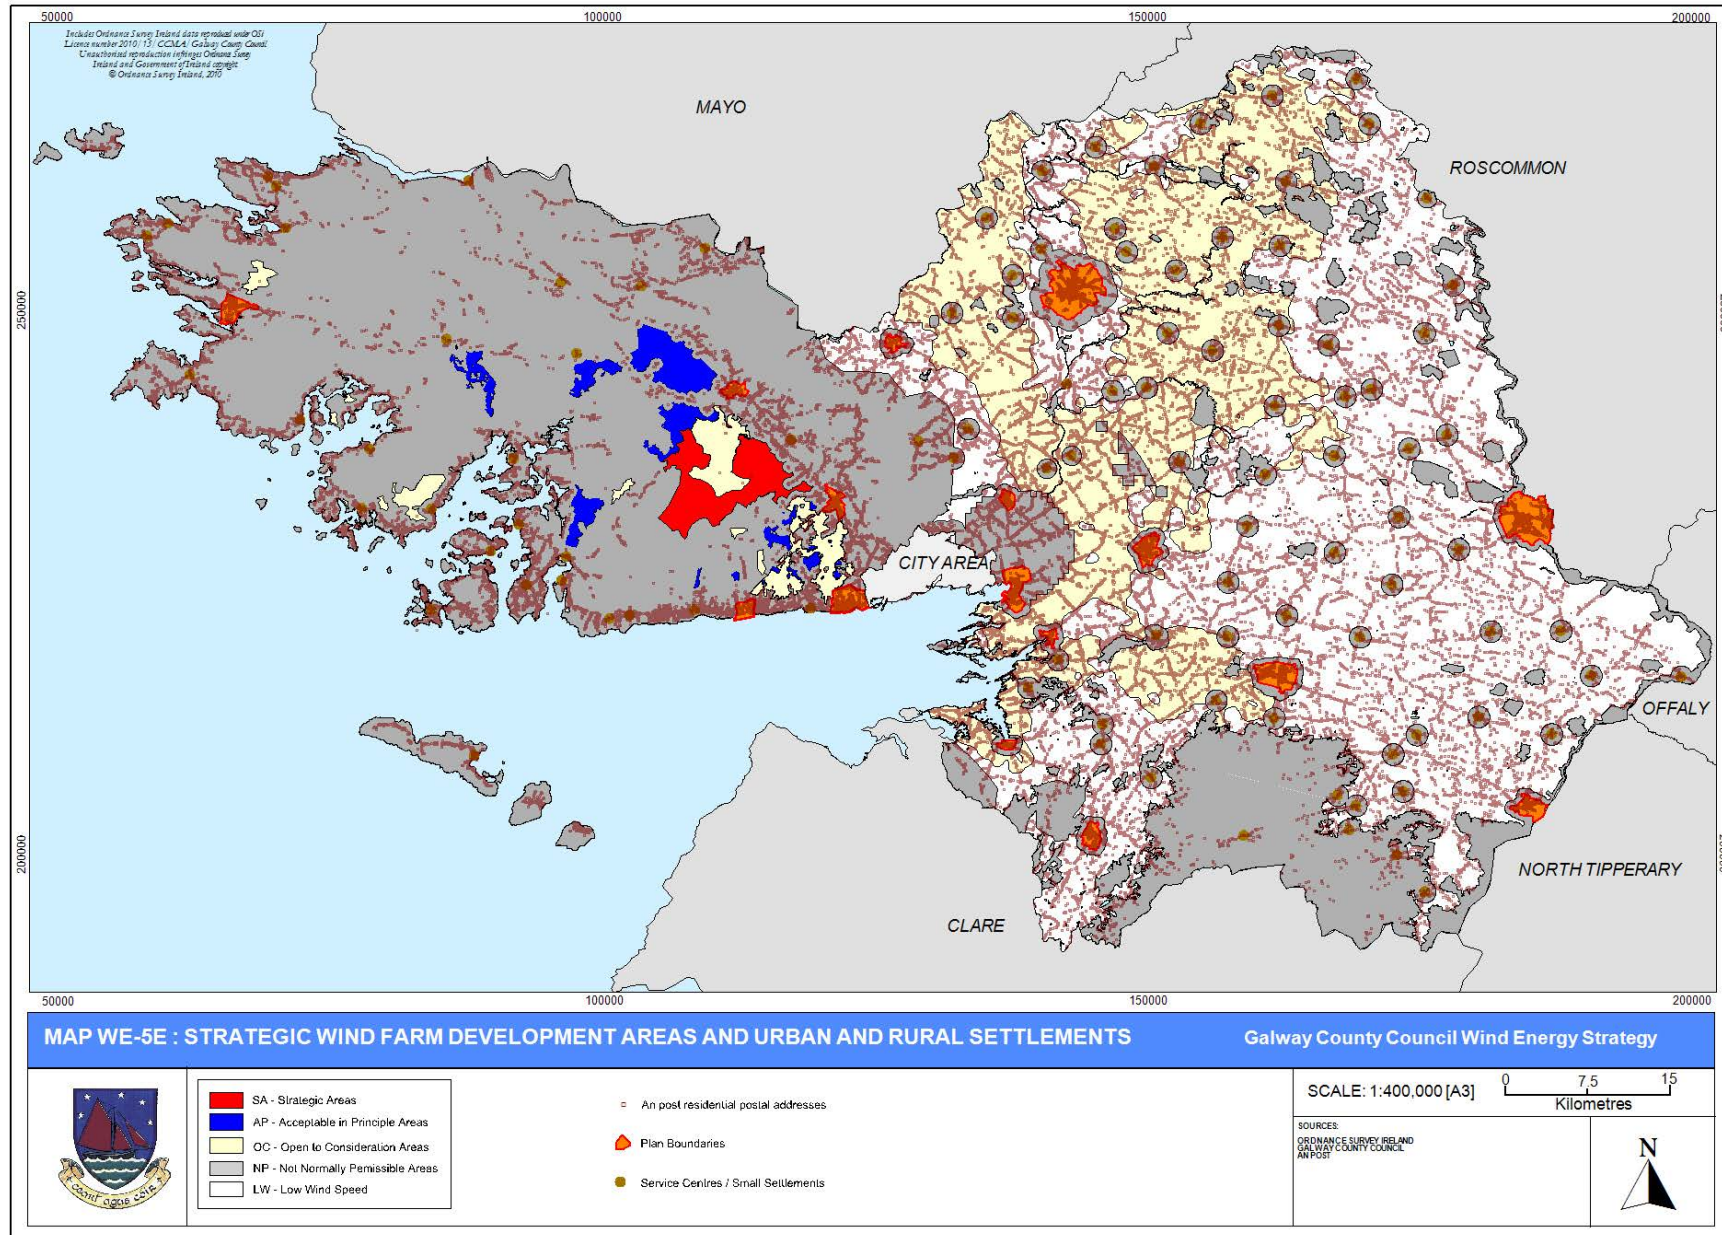 50000 100000 150000 200000
Includes Ordnance Survey Ireland data reproduced under OSi
Licence number 2010/13/CCMA/Galway County Council
Unauthorised reproduction infringes Ordnance Survey
Ireland and Government of Ireland copyright
© Ordnance Survey Ireland, 2010
MAYO
ROSCOMMON
250000
CITY AREA
OFFALY
200000
NORTH TIPPERARY
CLARE
50000 100000 150000 200000
MAP WE-5E : STRATEGIC WIND FARM DEVELOPMENT AREAS AND URBAN AND RURAL SETTLEMENTS Galway County Council Wind Energy Strategy
SA - Strategic Areas
AP - Acceptable in Principle Areas
OC - Open to Consideration Areas
NP - Not Normally Permissible Areas
LW - Low Wind Speed
An post residential postal addresses
Plan Boundaries
Service Centres / Small Settlements
SCALE: 1:400,000 [A3]
0 7.5 15
Kilometres
SOURCES:
ORDNANCE SURVEY IRELAND
GALWAY COUNTY COUNCIL
AN POST
N